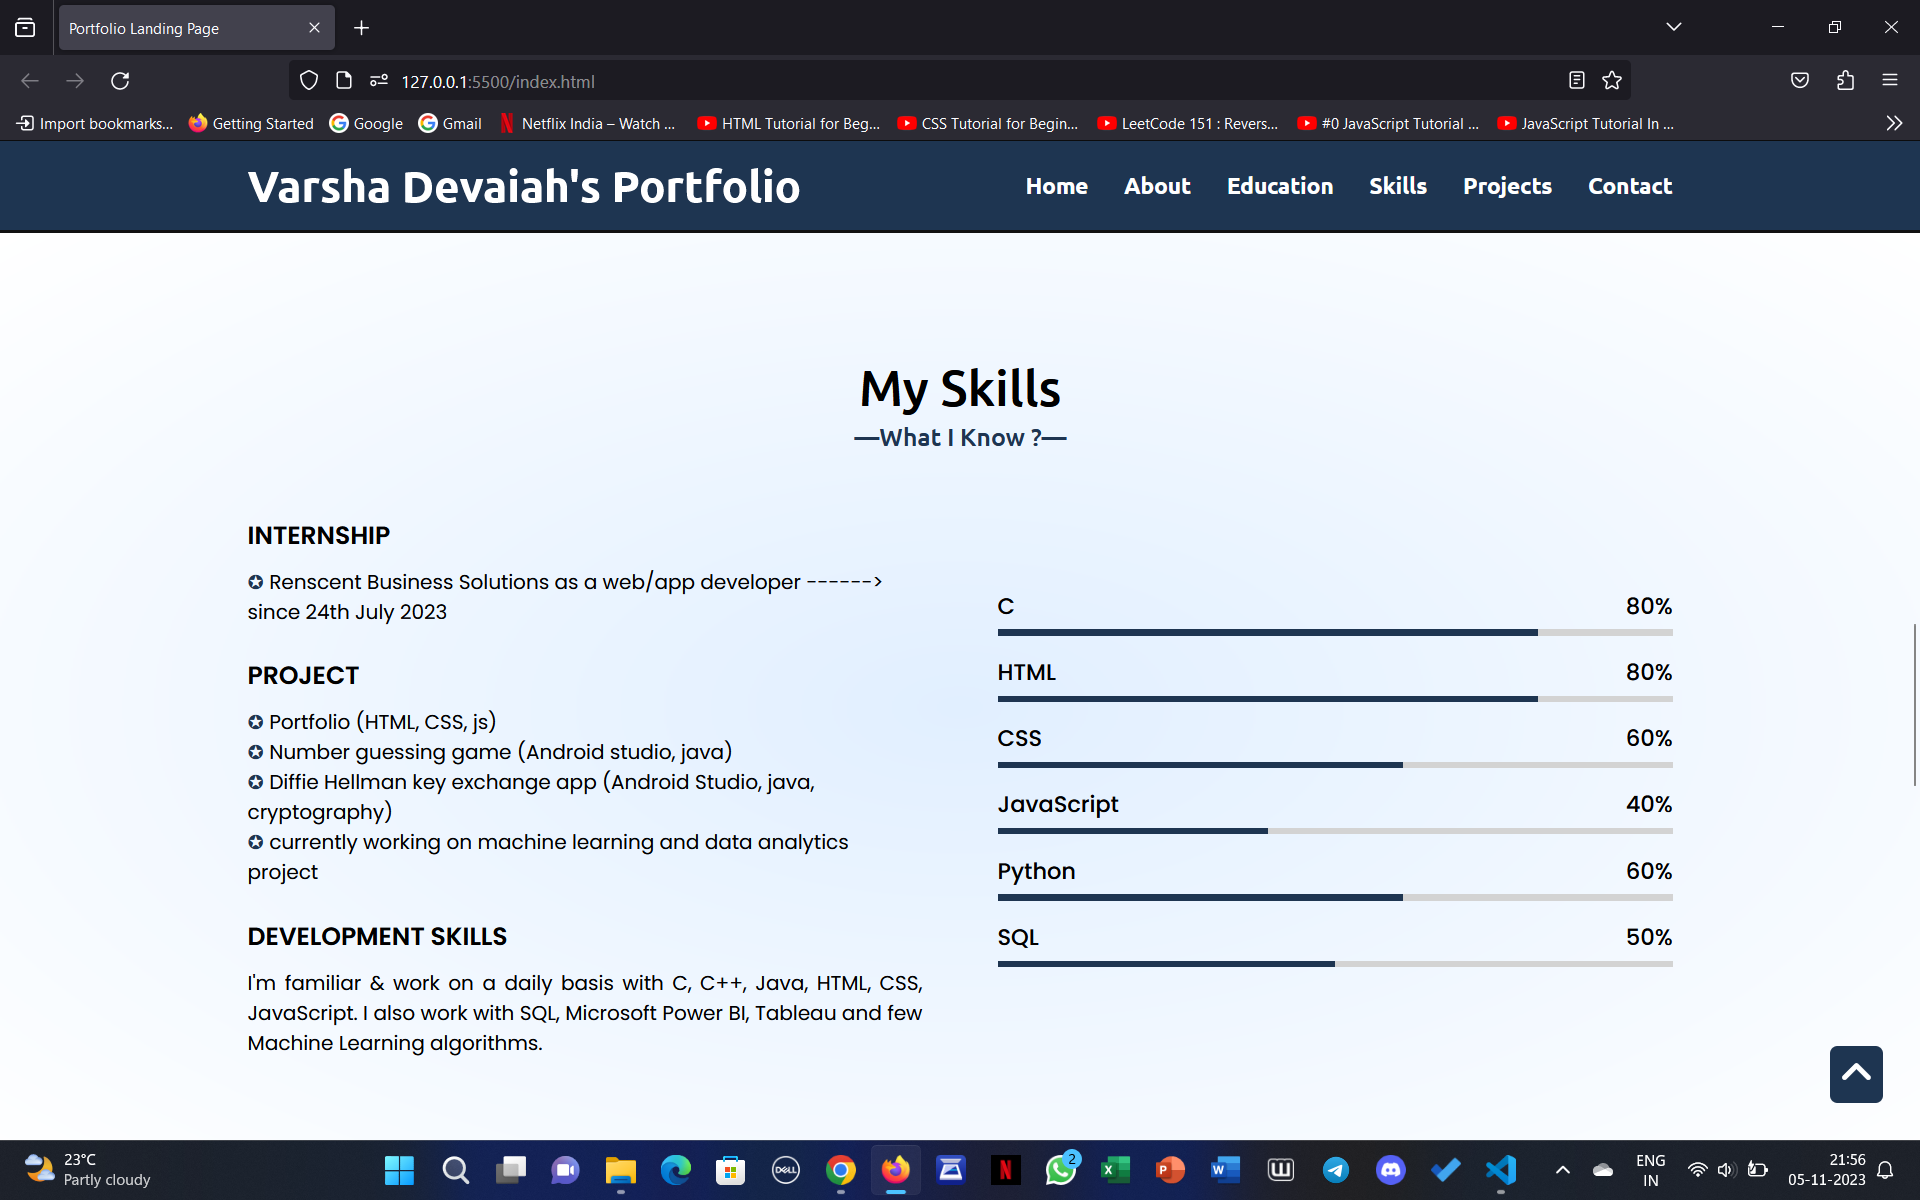 Portfolio Landing Page
127.0.0.1:5500/index.html
Import bookmarks... Getting Started Google Gmail Netflix India – Watch ... HTML Tutorial for Beg... CSS Tutorial for Begin... LeetCode 151 : Revers... #0 JavaScript Tutorial ... JavaScript Tutorial In ...
Varsha Devaiah's Portfolio Home About Education Skills Projects Contact
My Skills
—What I Know ?—
INTERNSHIP
✪ Renscent Business Solutions as a web/app developer ------>
since 24th July 2023
PROJECT
✪ Portfolio (HTML, CSS, js)
✪ Number guessing game (Android studio, java)
✪ Diffie Hellman key exchange app (Android Studio, java,
cryptography)
✪ currently working on machine learning and data analytics
project
DEVELOPMENT SKILLS
I'm familiar & work on a daily basis with C, C++, Java, HTML, CSS,
JavaScript. I also work with SQL, Microsoft Power BI, Tableau and few
Machine Learning algorithms.
C 80%
HTML 80%
CSS 60%
JavaScript 40%
Python 60%
SQL 50%
23°C
Partly cloudy
DELL
N
2
X
P
W
W
ENG
IN
21:56
05-11-2023